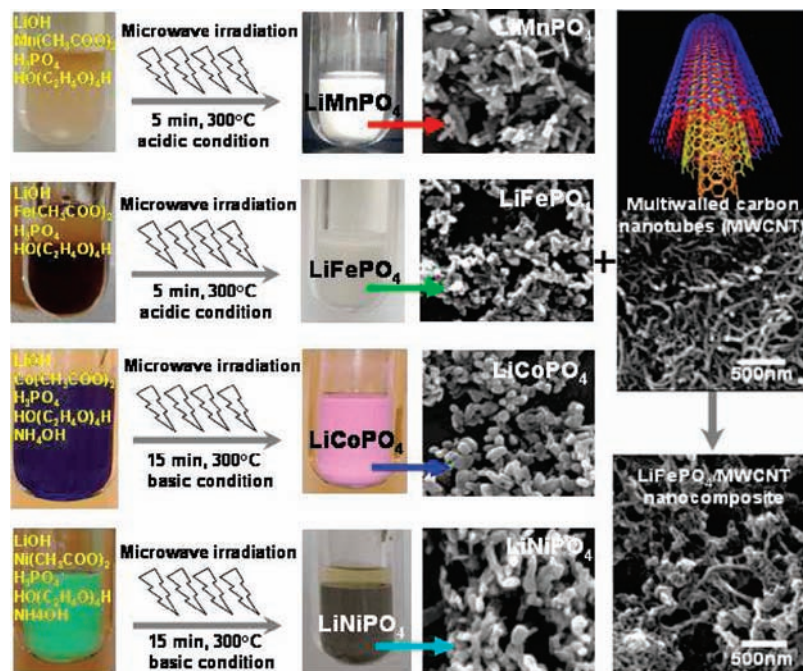 LiOH
Mn(CH₃COO)₂
H₃PO₄
HO(C₂H₄O)₄H
Microwave irradiation
5 min, 300°C
acidic condition
LiMnPO₄
LiMnPO₄
LiOH
Fe(CH₃COO)₂
H₃PO₄
HO(C₂H₄O)₄H
Microwave irradiation
5 min, 300°C
acidic condition
LiFePO₄
LiFePO₄
LiOH
Co(CH₃COO)₂
H₃PO₄
HO(C₂H₄O)₄H
NH₄OH
Microwave irradiation
15 min, 300°C
basic condition
LiCoPO₄
LiCoPO₄
LiOH
Ni(CH₃COO)₂
H₃PO₄
HO(C₂H₄O)₄H
NH4OH
Microwave irradiation
15 min, 300°C
basic condition
LiNiPO₄
LiNiPO₄
+
Multiwalled carbon
nanotubes (MWCNT)
500nm
LiFePO₄/MWCNT
nanocomposite
500nm